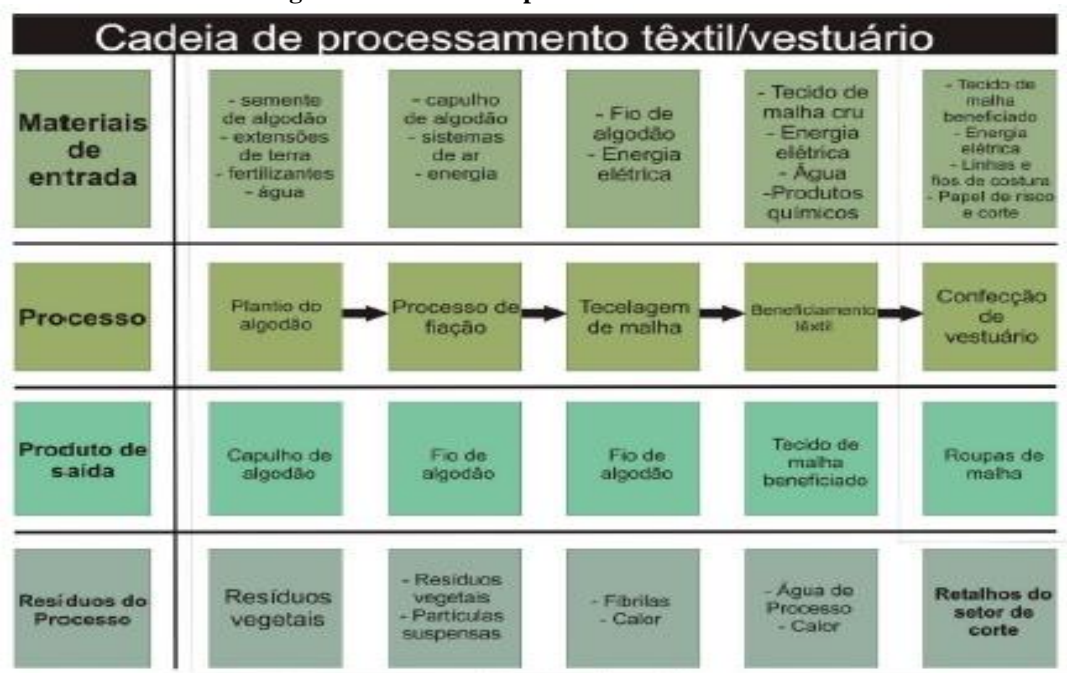 Cadeia de processamento têxtil/vestuário
Materiais
de
entrada
- semente
de algodão
- extensões
de terra
- fertilizantes
- água
- capulho
de algodão
- sistemas
de ar
- energia
- Fio de
algodão
- Energia
elétrica
- Tecido de
malha cru
- Energia
elétrica
- Água
-Produtos
químicos
- Tecido de
malha
beneficiado
- Energia
elétrica
- Linhas e
fios de costura
- Papel de risco
e corte
Processo
Plantio do
algodão
Processo de
fiação
Tecelagem
de malha
Beneficiamento
têxtil
Confecção
de
vestuário
Produto de
saída
Capulho de
algodão
Fio de
algodão
Fio de
algodão
Tecido de
malha
beneficiado
Roupas de
malha
Resíduos do
Processo
Resíduos
vegetais
- Resíduos
vegetais
- Partículas
suspensas
- Fibrilas
- Calor
- Água de
Processo
- Calor
Retalhos do
setor de
corte